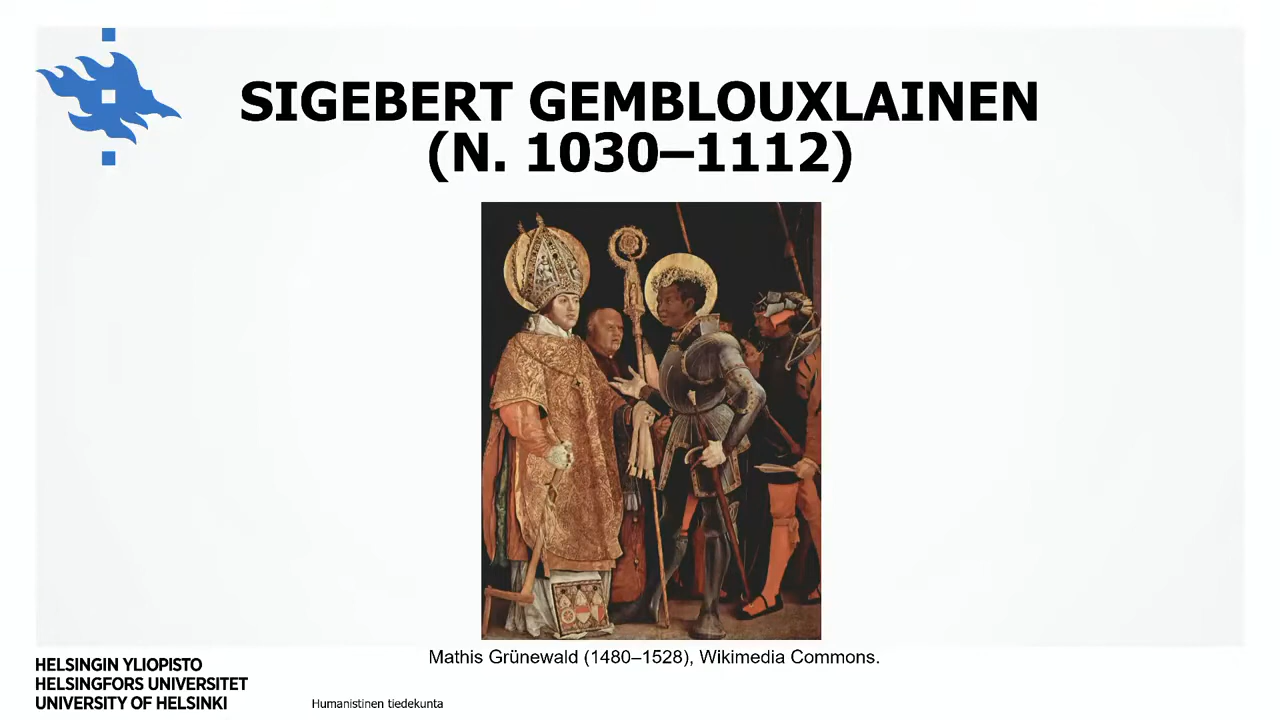 SIGEBERT GEMBLOUXLAINEN
(N. 1030–1112)
Mathis Grünewald (1480–1528), Wikimedia Commons.
HELSINGIN YLIOPISTO
HELSINGFORS UNIVERSITET
UNIVERSITY OF HELSINKI
Humanistinen tiedekunta